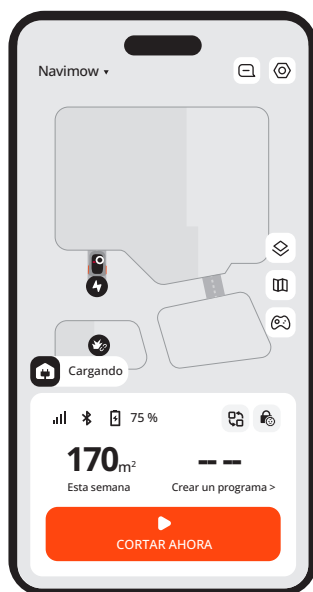 Navimow
Cargando
75 %
170m²
-- --
Esta semana
Crear un programa >
CORTAR AHORA